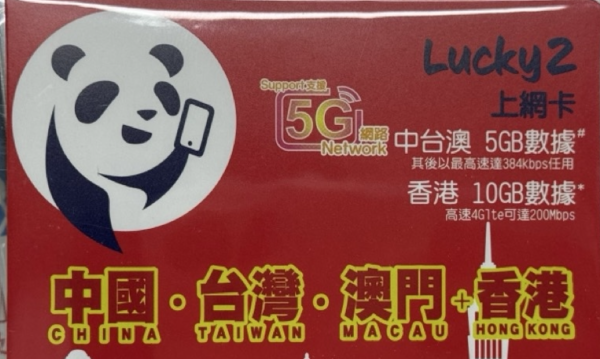 Lucky2
上網卡
Support支援
5G
網路
Network
中台澳 5GB數據#
其後以最高速達384kbps任用
香港 10GB數據*
高速4Glte可達200Mbps
中國·台灣·澳門+香港
CHINA TAIWAN MACAU HONG KONG